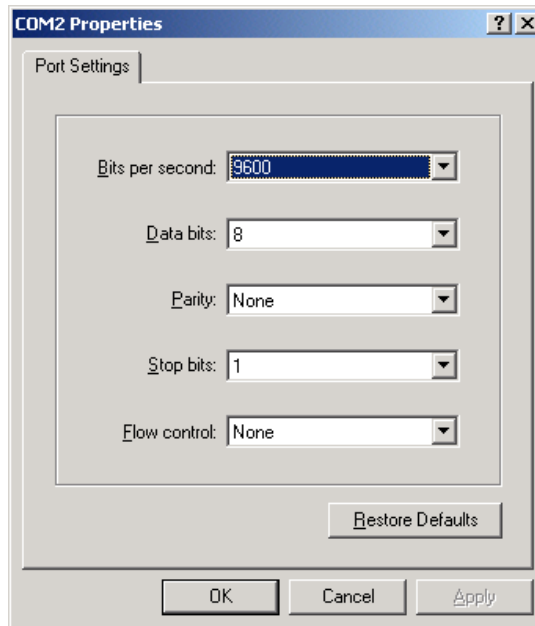 COM2 Properties
Port Settings
Bits per second: 9600
Data bits: 8
Parity: None
Stop bits: 1
Flow control: None
Restore Defaults
OK Cancel Apply